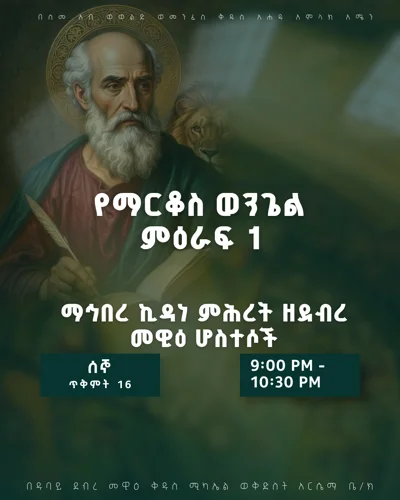 በስመ አብ ወወልድ ወመንፈስ ቅዱስ አሐዱ አምላክ አሜን
የማርቆስ ወንጌል
ምዕራፍ 1
ማኅበረ ኪዳነ ምሕረት ዘደብረ
መዊዕ ሆስተሶች
ሰኞ
ጥቅምት 16
9:00 PM -
10:30 PM
በዱባይ ደብረ መዊዕ ቅዱስ ሚካኤል ወቅድስት አርሴማ ቤ/ክ